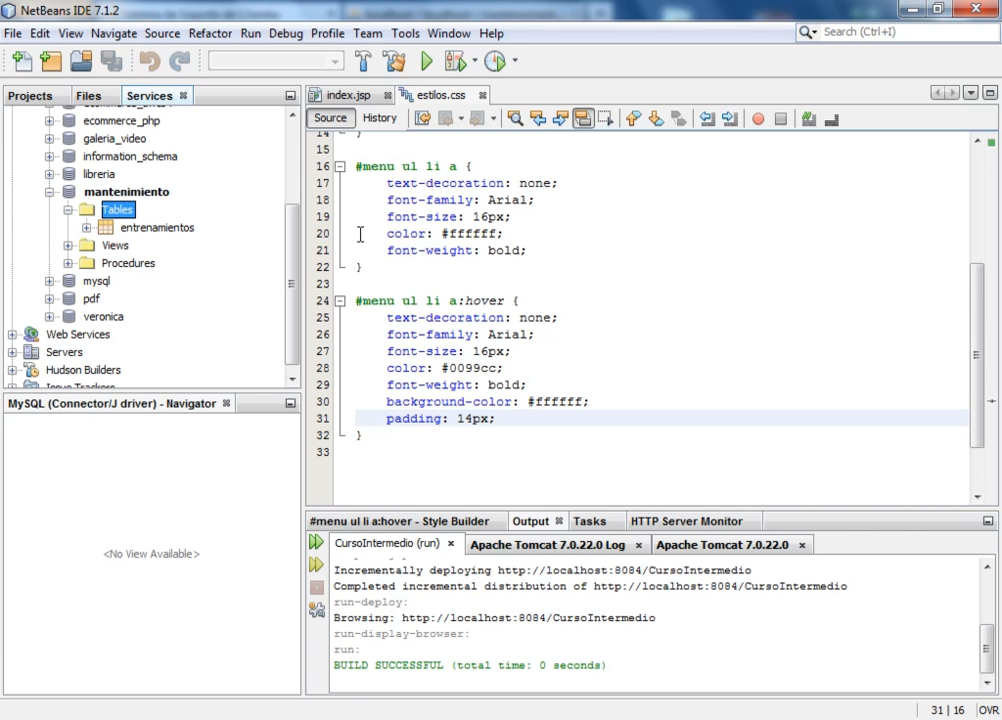 NetBeans IDE 7.1.2
File Edit View Navigate Source Refactor Run Debug Profile Team Tools Window Help
Search (Ctrl+I)
Projects Files Services
ecommerce_php
galeria_video
information_schema
libreria
mantenimiento
Tables
entrenamientos
Views
Procedures
mysql
pdf
veronica
Web Services
Servers
Hudson Builders
MySQL (Connector/J driver) - Navigator
<No View Available>
index.jsp estilos.css
Source History
14 }
15
16 #menu ul li a {
17 text-decoration: none;
18 font-family: Arial;
19 font-size: 16px;
20 color: #ffffff;
21 font-weight: bold;
22 }
23
24 #menu ul li a:hover {
25 text-decoration: none;
26 font-family: Arial;
27 font-size: 16px;
28 color: #0099cc;
29 font-weight: bold;
30 background-color: #ffffff;
31 padding: 14px;
32 }
33
#menu ul li a:hover - Style Builder Output Tasks HTTP Server Monitor
CursoIntermedio (run) Apache Tomcat 7.0.22.0 Log Apache Tomcat 7.0.22.0
Incrementally deploying http://localhost:8084/CursoIntermedio
Completed incremental distribution of http://localhost:8084/CursoIntermedio
run-deploy:
Browsing: http://localhost:8084/CursoIntermedio
run-display-browser:
run:
BUILD SUCCESSFUL (total time: 0 seconds)
31 | 16 OVR